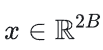 x ∈ ℝ^{2B}